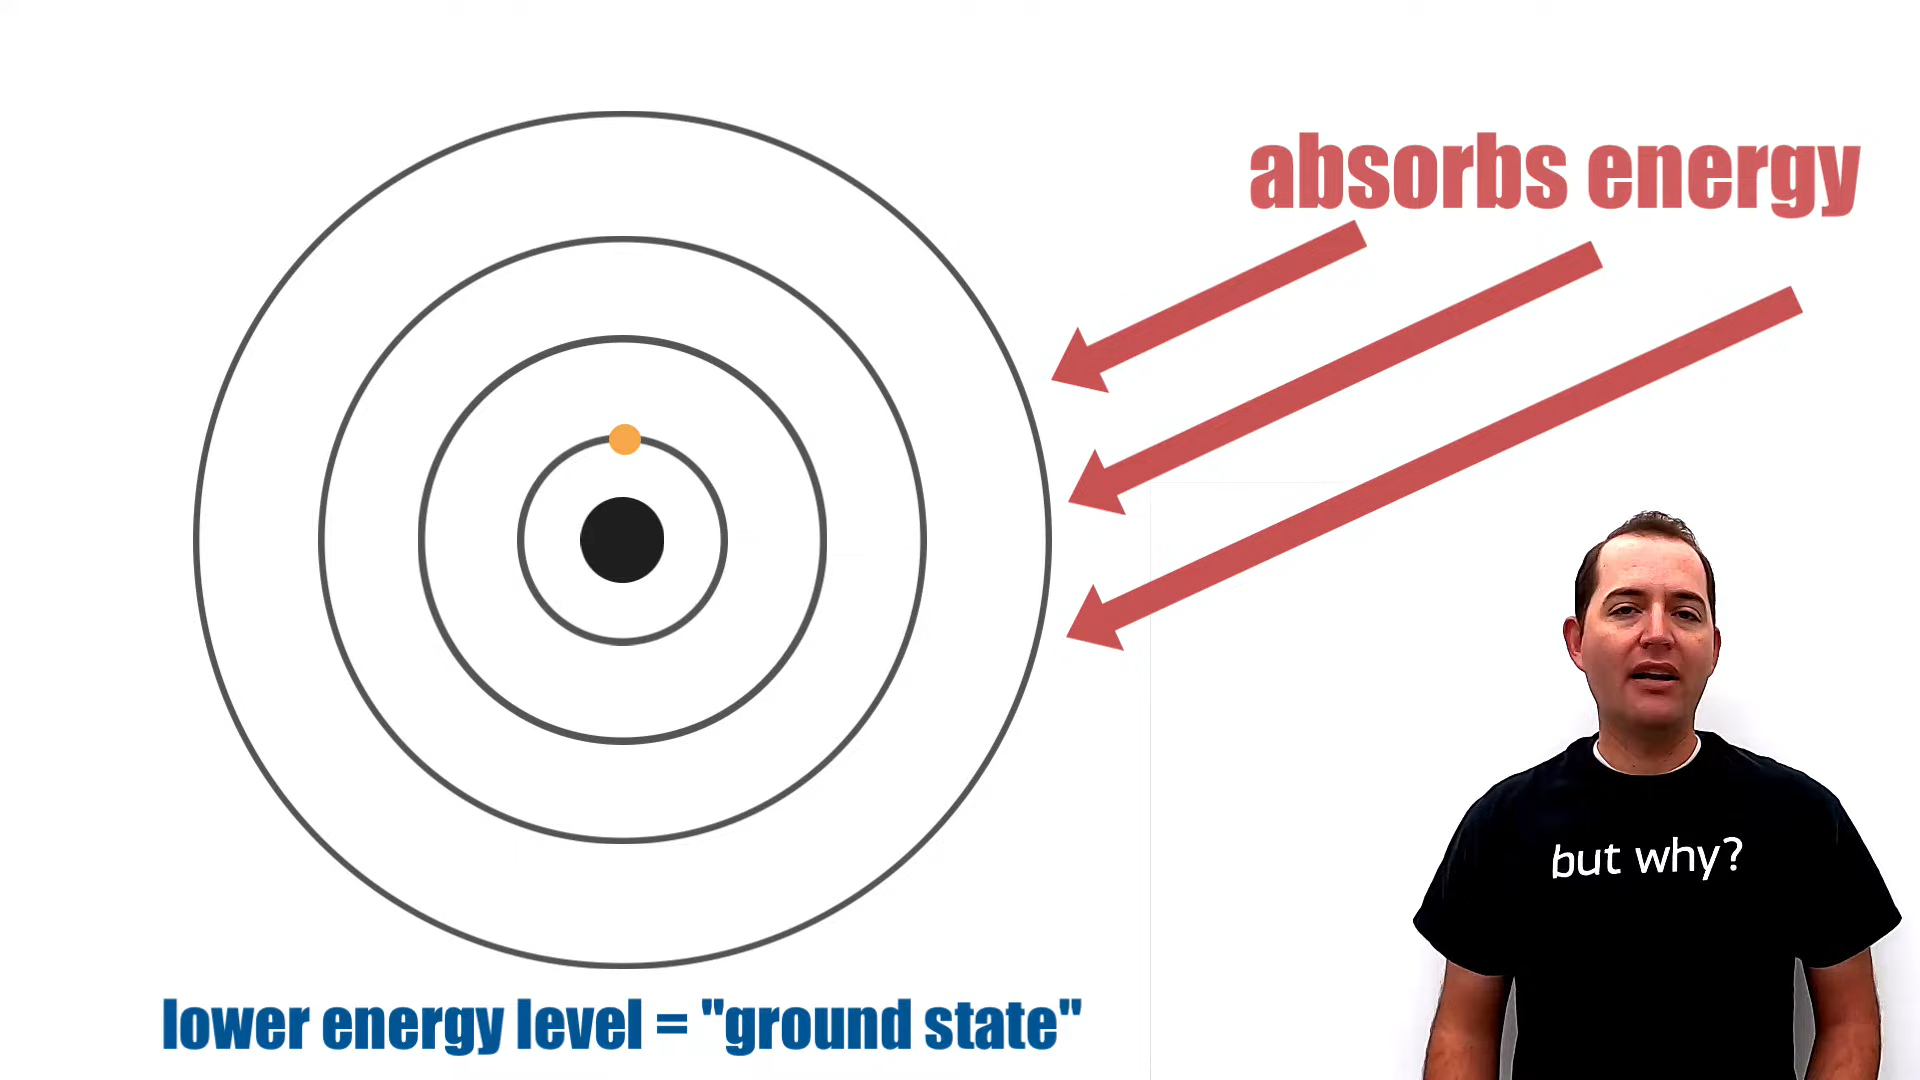 absorbs energy
but why?
lower energy level = "ground state"